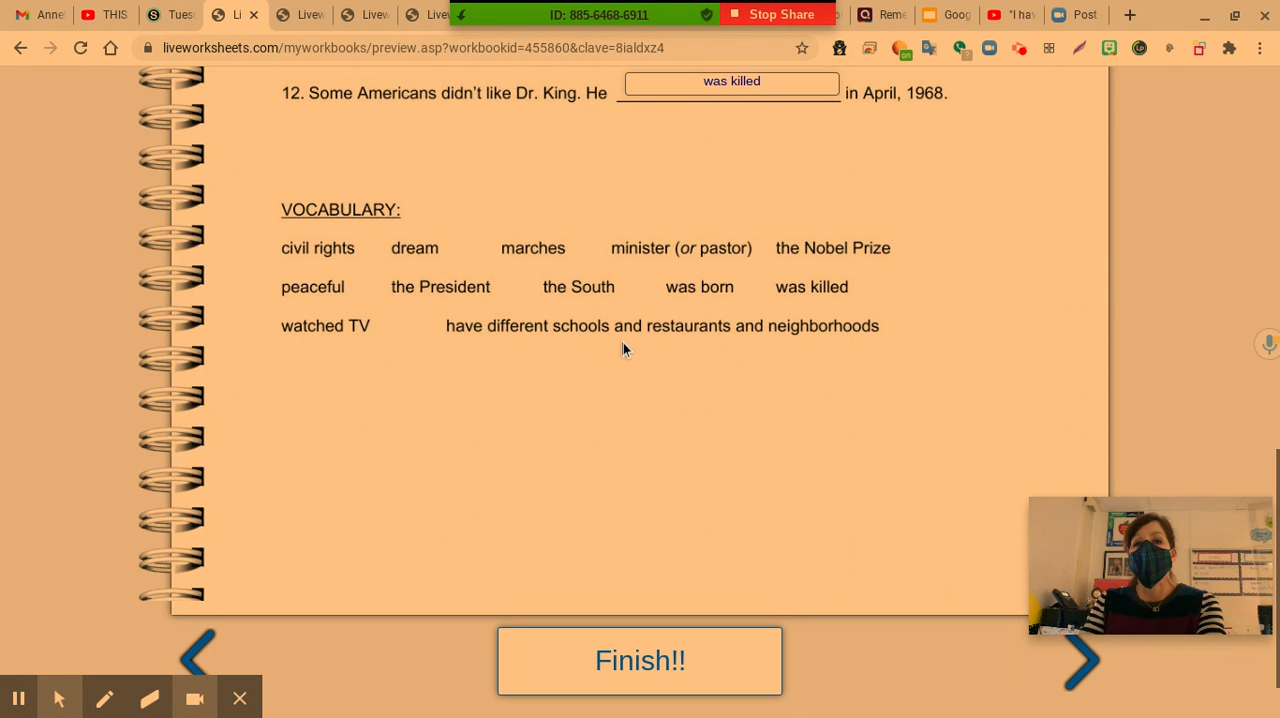 Anne
THIS
Tues
Li
Livew
Livew
Live
ID: 885-6468-6911
Stop Share
Reme
Goog
"I hav
Post
liveworksheets.com/myworkbooks/preview.asp?workbookid=455860&clave=8ialdxz4
on
12. Some Americans didn't like Dr. King. He was killed in April, 1968.
VOCABULARY:
civil rights dream marches minister (or pastor) the Nobel Prize
peaceful the President the South was born was killed
watched TV have different schools and restaurants and neighborhoods
Finish!!